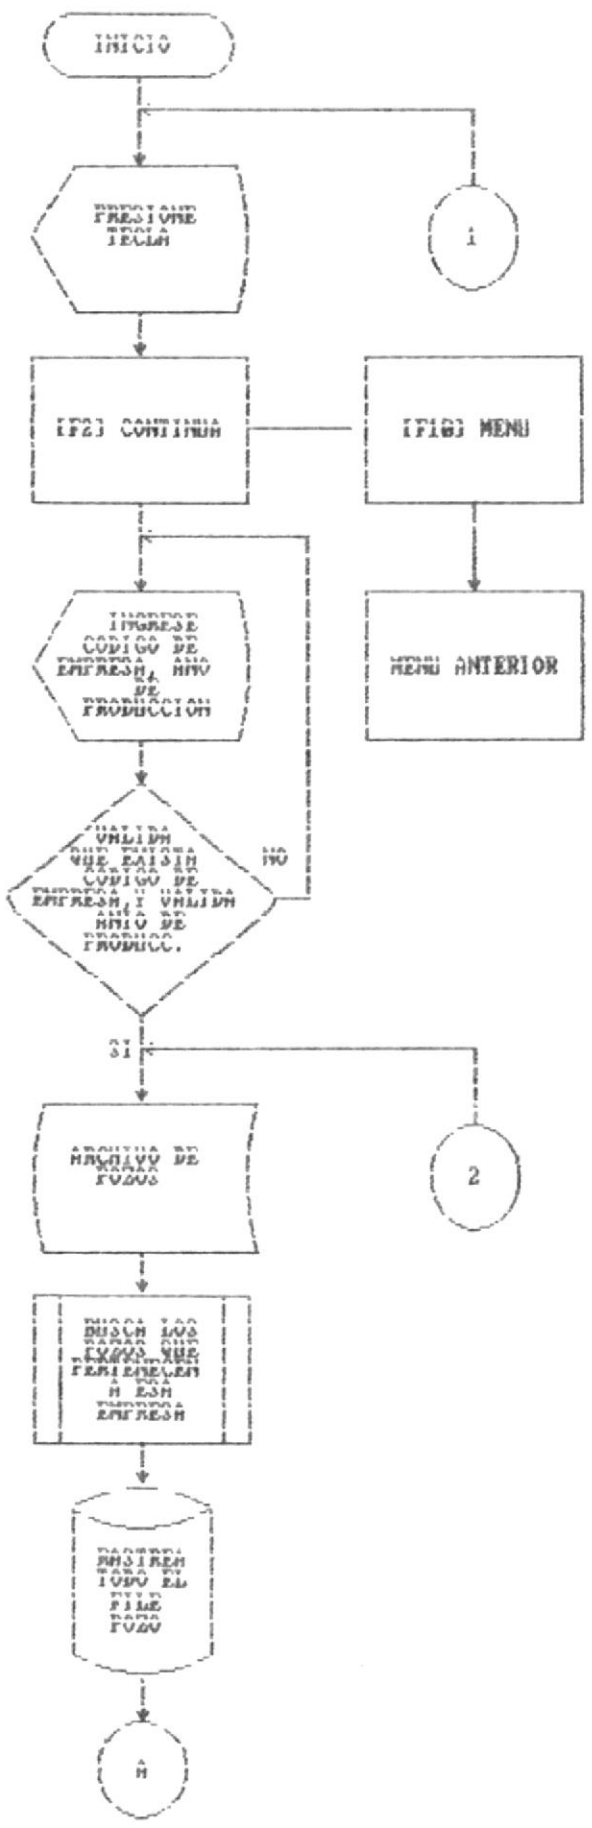 INICIO
PRESIONE
TECLA
1
[F2] CONTINUA
[F10] MENU
INGRESE
CODIGO DE
EMPRESA, ANO
DE
PRODUCCION
MENU ANTERIOR
VALIDA
QUE EXISTA
CODIGO DE
EMPRESA,Y VALIDA
ANIO DE
PRODUCC.
NO
SI
ARCHIVO DE
POZOS
2
BUSCA LOS
POZOS QUE
PERTENECEN
A ESA
EMPRESA
RASTREA
TODO EL
FILE
POZO
A